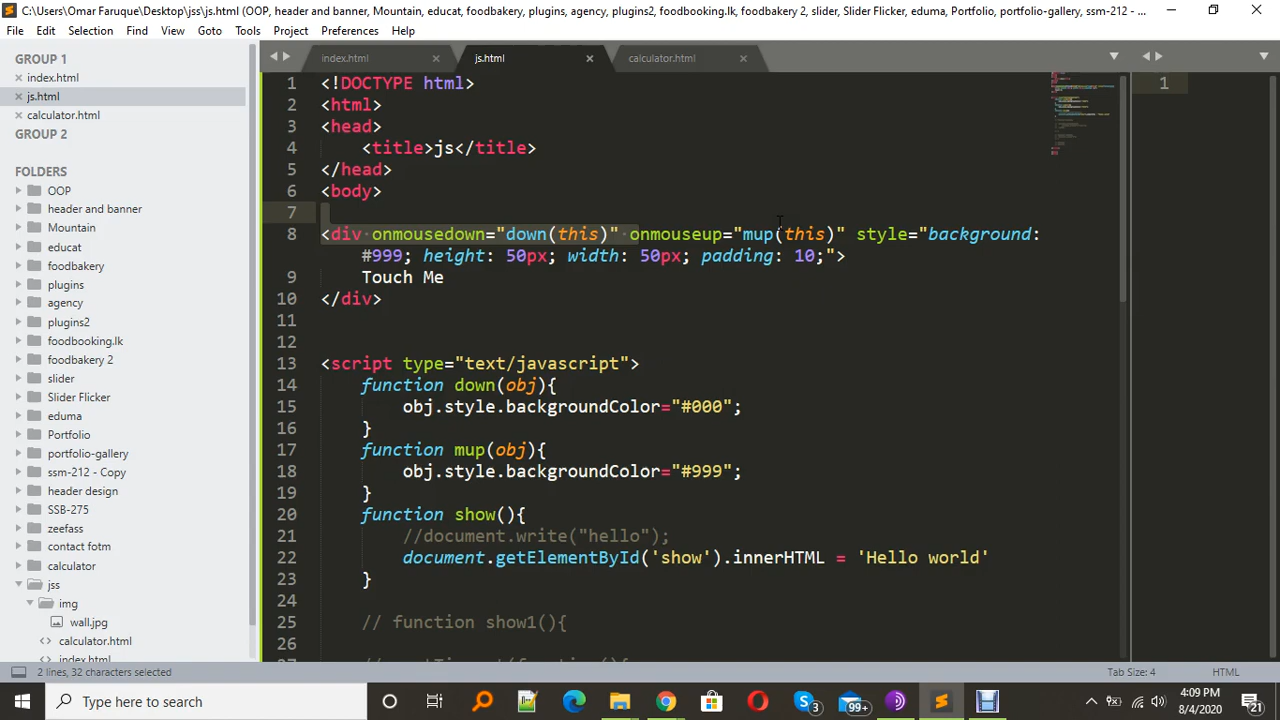 C:\Users\Omar Faruque\Desktop\jss\js.html (OOP, header and banner, Mountain, educat, foodbakery, plugins, agency, plugins2, foodbooking.lk, foodbakery 2, slider, Slider Flicker, eduma, Portfolio, portfolio-gallery, ssm-212 - ...
File Edit Selection Find View Goto Tools Project Preferences Help
GROUP 1
index.html
js.html
calculator.html
GROUP 2
FOLDERS
OOP
header and banner
Mountain
educat
foodbakery
plugins
agency
plugins2
foodbooking.lk
foodbakery 2
slider
Slider Flicker
eduma
Portfolio
portfolio-gallery
ssm-212 - Copy
header design
SSB-275
zeefass
contact fotm
calculator
jss
img
wall.jpg
calculator.html
index.html
index.html js.html calculator.html
1 <!DOCTYPE html>
2 <html>
3 <head>
4 <title>js</title>
5 </head>
6 <body>
7
8 <div onmousedown="down(this)" onmouseup="mup(this)" style="background:
#999; height: 50px; width: 50px; padding: 10;">
9 Touch Me
10 </div>
11
12
13 <script type="text/javascript">
14 function down(obj){
15 obj.style.backgroundColor="#000";
16 }
17 function mup(obj){
18 obj.style.backgroundColor="#999";
19 }
20 function show(){
21 //document.write("hello");
22 document.getElementById('show').innerHTML = 'Hello world'
23 }
24
25 // function show1(){
26
1
2 lines, 32 characters selected
Tab Size: 4
HTML
Type here to search
3
99+
4:09 PM
8/4/2020
21